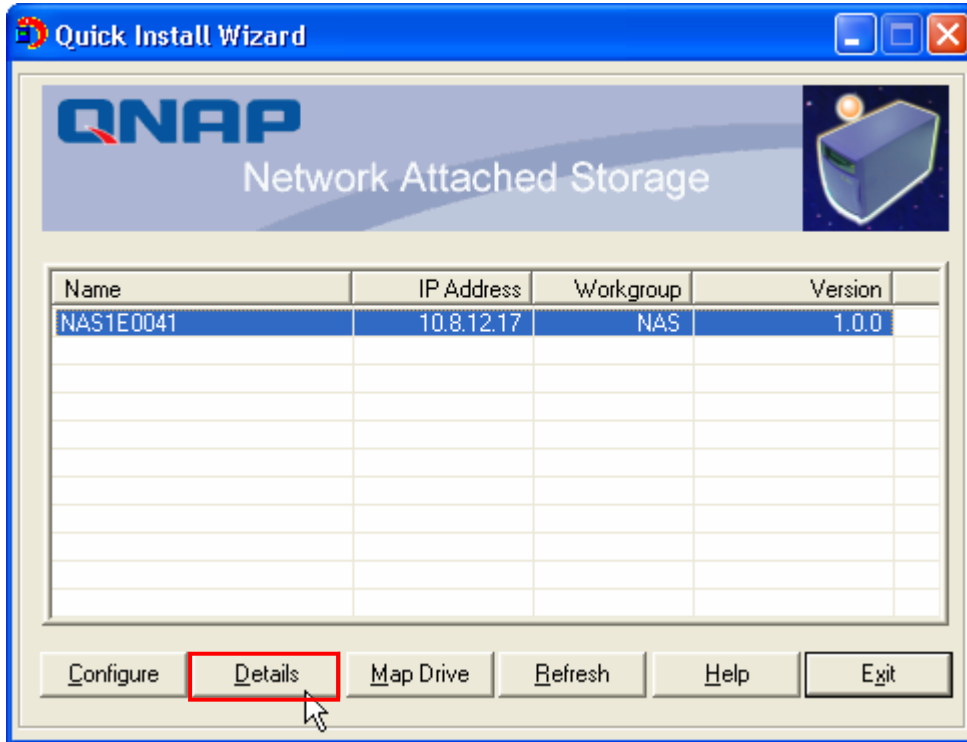 Quick Install Wizard
QNAP
Network Attached Storage
Name IP Address Workgroup Version
NAS1E0041 10.8.12.17 NAS 1.0.0
Configure Details Map Drive Refresh Help Exit